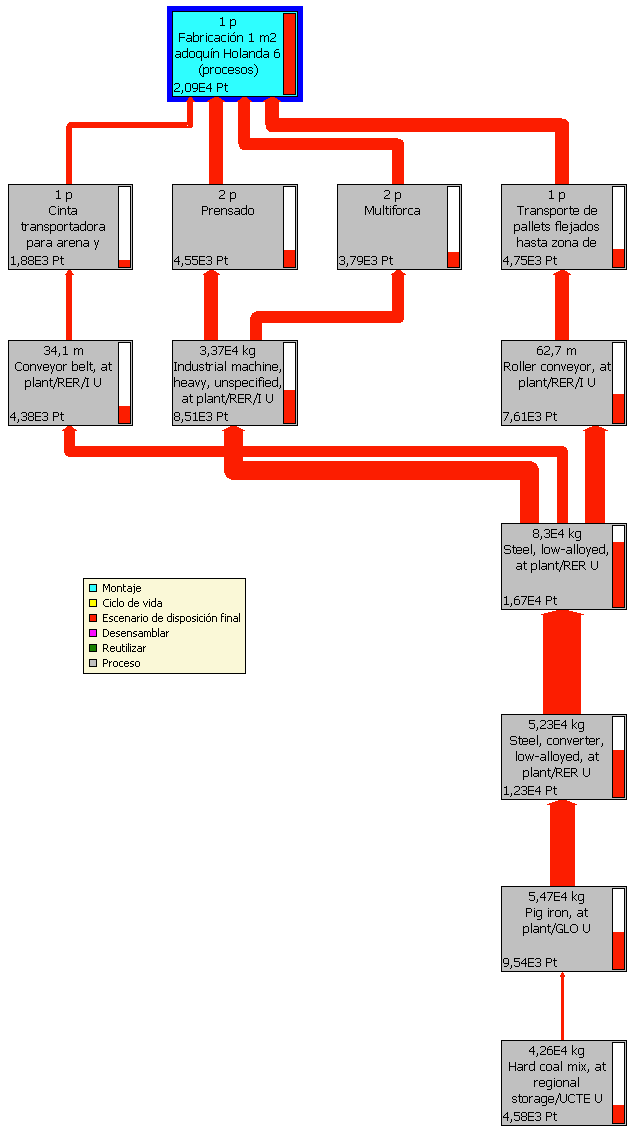 1 p
Fabricación 1 m2
adoquín Holanda 6
(procesos)
2,09E4 Pt
1 p
Cinta
transportadora
para arena y
1,88E3 Pt
2 p
Prensado
4,55E3 Pt
2 p
Multiforca
3,79E3 Pt
1 p
Transporte de
pallets flejados
hasta zona de
4,75E3 Pt
34,1 m
Conveyor belt, at
plant/RER/I U
4,38E3 Pt
3,37E4 kg
Industrial machine,
heavy, unspecified,
at plant/RER/I U
8,51E3 Pt
62,7 m
Roller conveyor, at
plant/RER/I U
7,61E3 Pt
8,3E4 kg
Steel, low-alloyed,
at plant/RER U
1,67E4 Pt
Montaje
Ciclo de vida
Escenario de disposición final
Desensamblar
Reutilizar
Proceso
5,23E4 kg
Steel, converter,
low-alloyed, at
plant/RER U
1,23E4 Pt
5,47E4 kg
Pig iron, at
plant/GLO U
9,54E3 Pt
4,26E4 kg
Hard coal mix, at
regional
storage/UCTE U
4,58E3 Pt